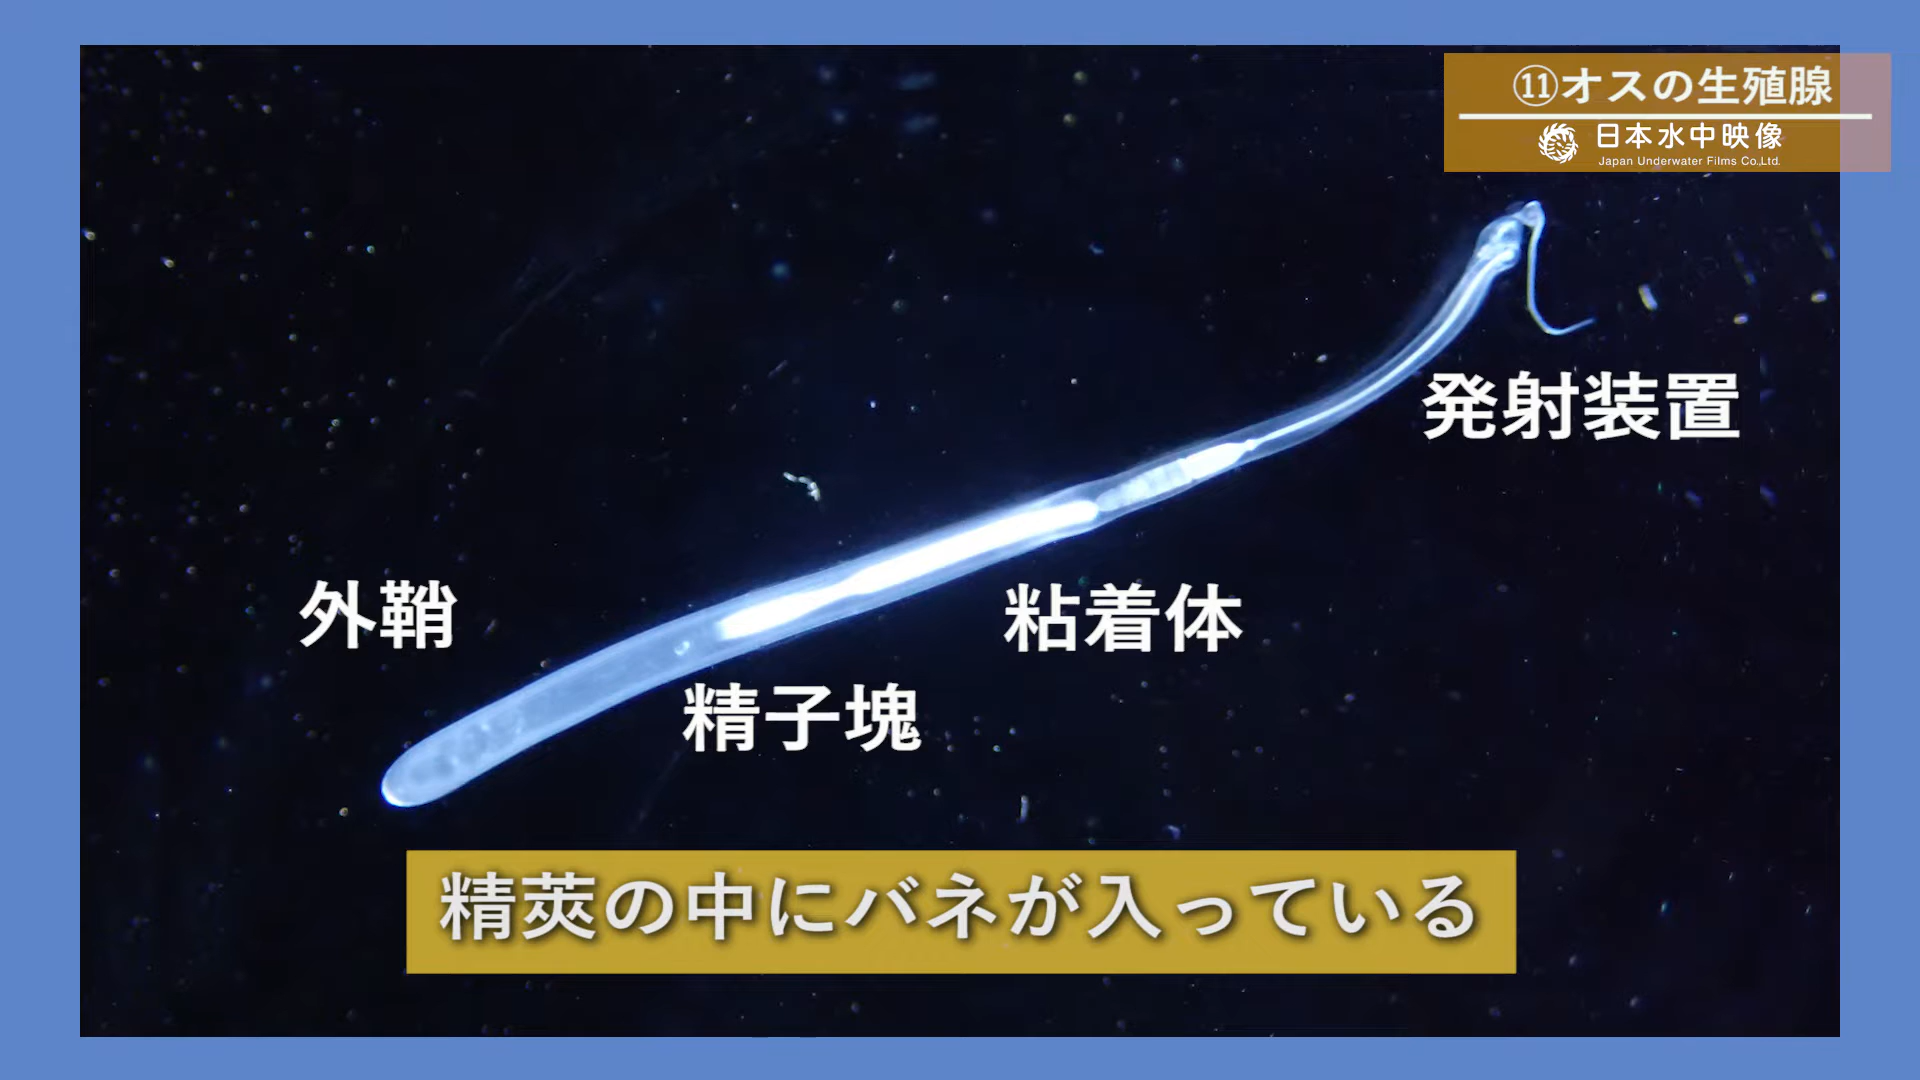 ⑪オスの生殖腺
日本水中映像
Japan Underwater Films Co.,Ltd.
発射装置
外鞘
粘着体
精子塊
精莢の中にバネが入っている